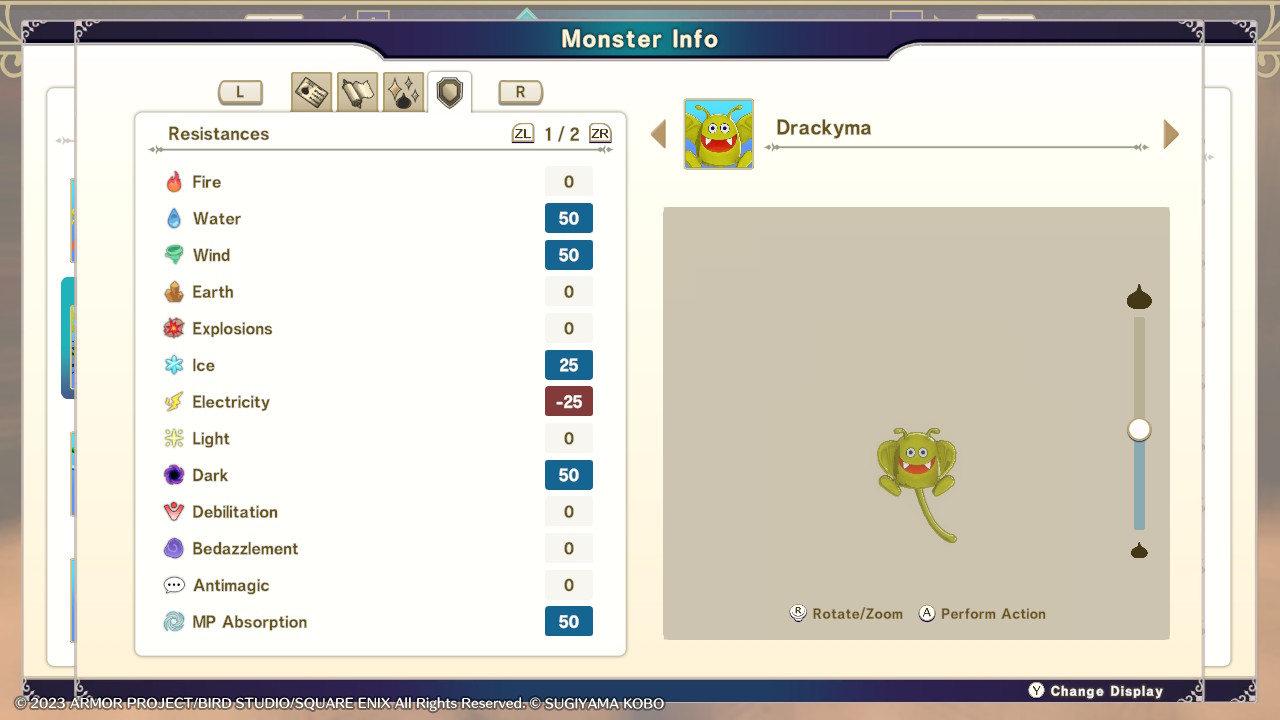 Monster Info
L
R
Resistances
ZL 1 / 2 ZR
Fire 0
Water 50
Wind 50
Earth 0
Explosions 0
Ice 25
Electricity -25
Light 0
Dark 50
Debilitation 0
Bedazzlement 0
Antimagic 0
MP Absorption 50
Drackyma
R Rotate/Zoom A Perform Action
Y Change Display
© 2023 ARMOR PROJECT/BIRD STUDIO/SQUARE ENIX All Rights Reserved. © SUGIYAMA KOBO